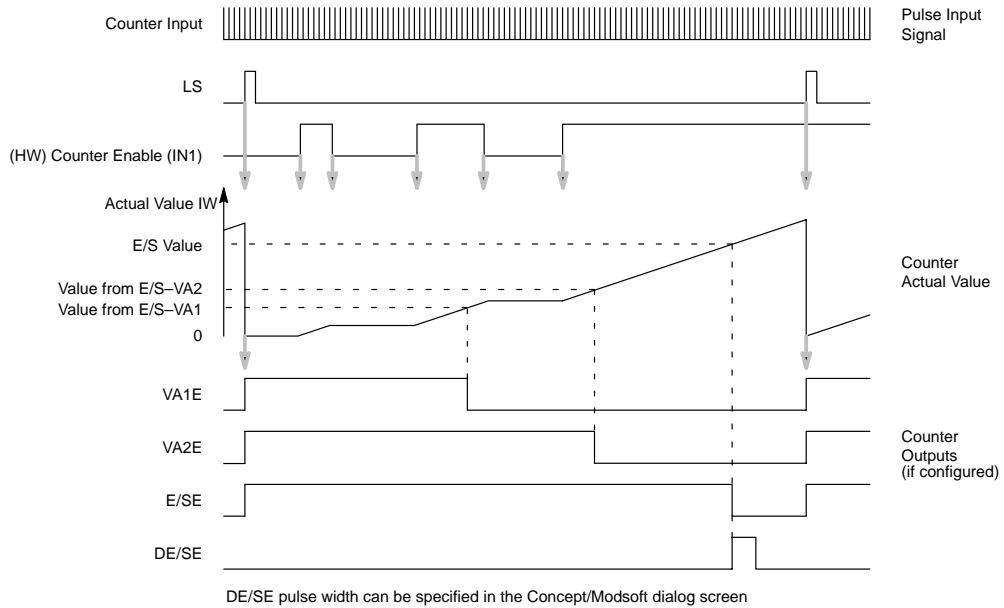 Counter Input
Pulse Input
Signal
LS
(HW) Counter Enable (IN1)
Actual Value IW
E/S Value
Value from E/S–VA2
Value from E/S–VA1
0
Counter
Actual Value
VA1E
VA2E
Counter
Outputs
(if configured)
E/SE
DE/SE
DE/SE pulse width can be specified in the Concept/Modsoft dialog screen